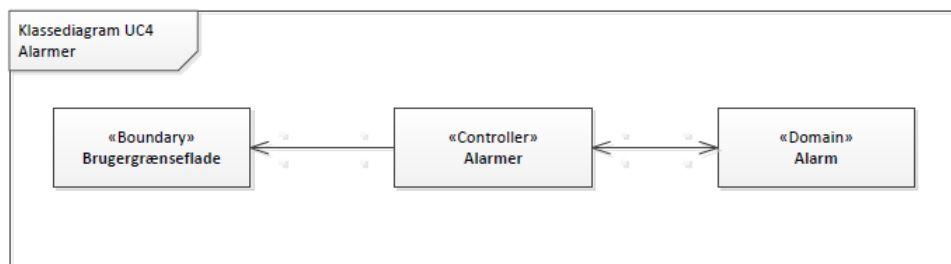 Klassediagram UC4
Alarmer
«Boundary»
Brugergrænseflade
«Controller»
Alarmer
«Domain»
Alarm